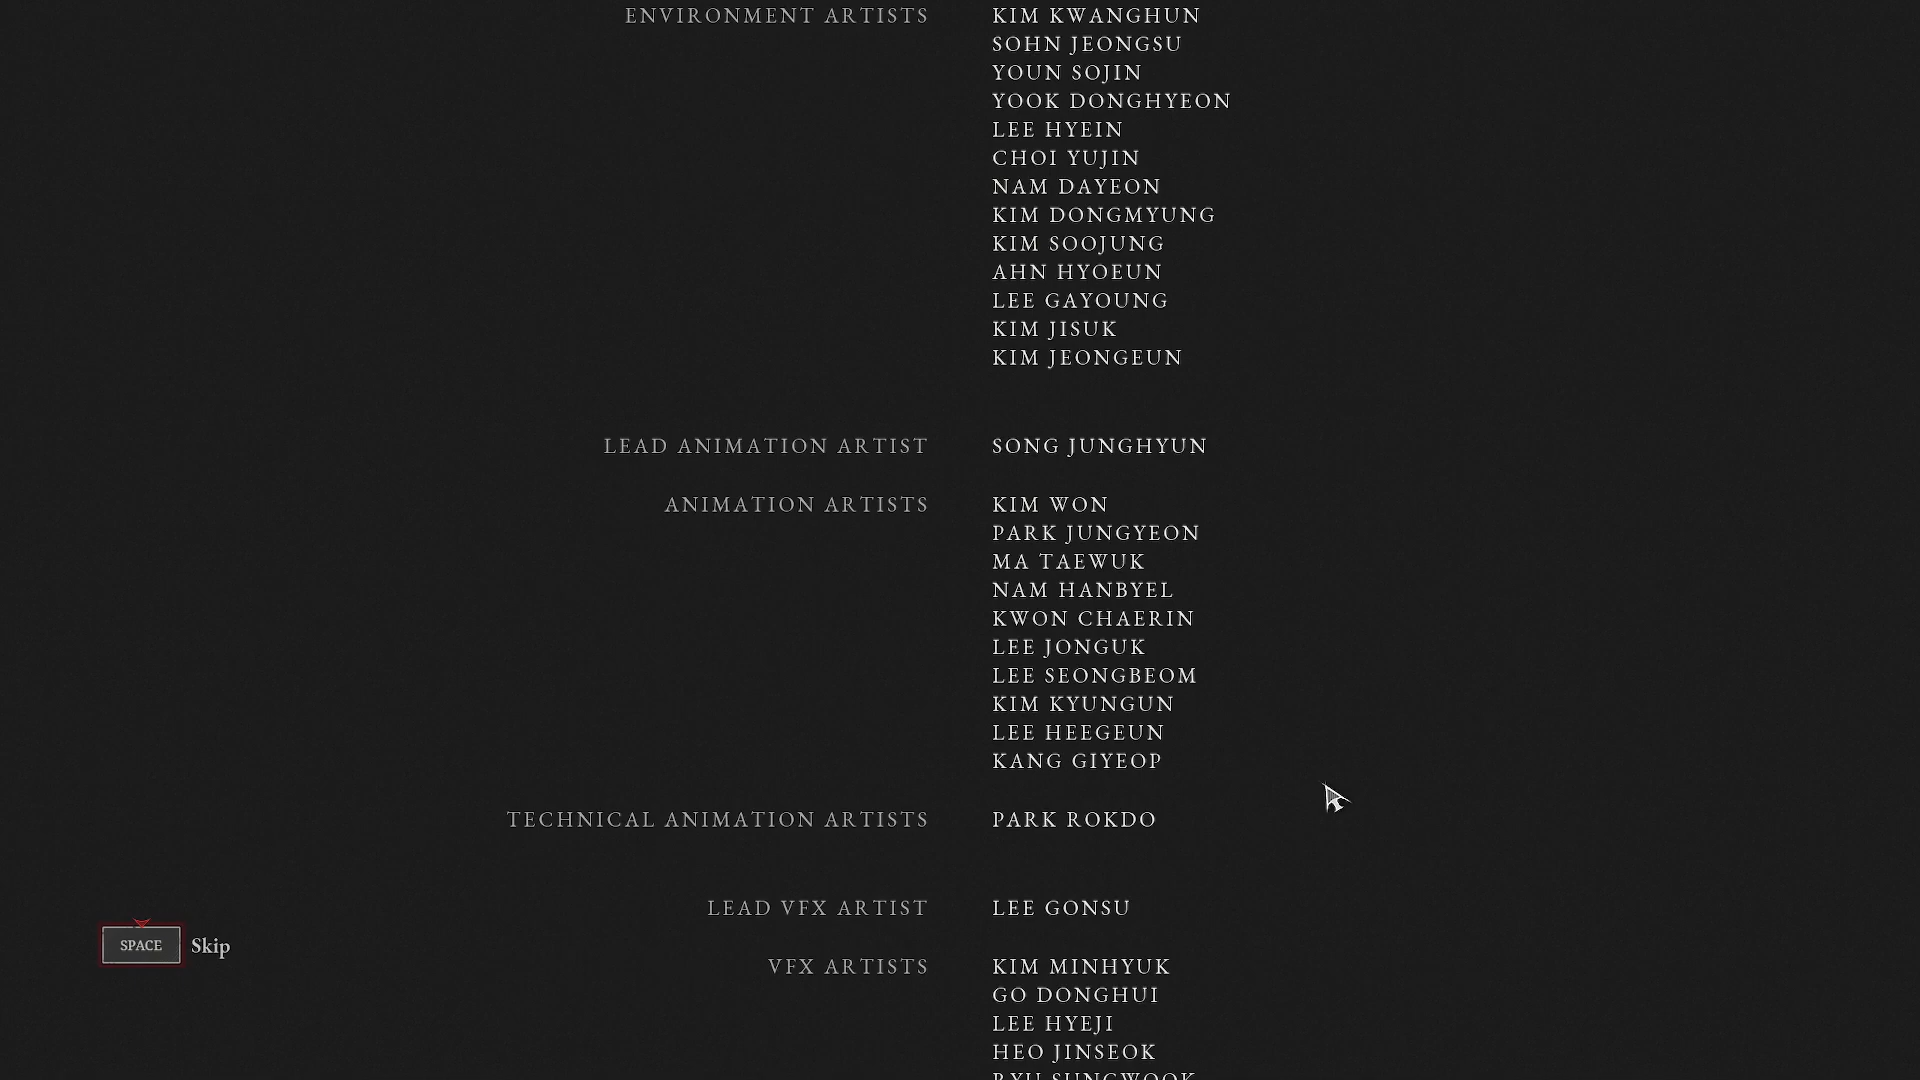 ENVIRONMENT ARTISTS KIM KWANGHUN
SOHN JEONGSU
YOUN SOJIN
YOOK DONGHYEON
LEE HYEIN
CHOI YUJIN
NAM DAYEON
KIM DONGMYUNG
KIM SOOJUNG
AHN HYOEUN
LEE GAYOUNG
KIM JISUK
KIM JEONGEUN
LEAD ANIMATION ARTIST SONG JUNGHYUN
ANIMATION ARTISTS KIM WON
PARK JUNGYEON
MA TAEWUK
NAM HANBYEL
KWON CHAERIN
LEE JONGUK
LEE SEONGBEOM
KIM KYUNGUN
LEE HEEGEUN
KANG GIYEOP
TECHNICAL ANIMATION ARTISTS PARK ROKDO
LEAD VFX ARTIST LEE GONSU
SPACE Skip
VFX ARTISTS KIM MINHYUK
GO DONGHUI
LEE HYEJI
HEO JINSEOK
RYU SUNGWOOK